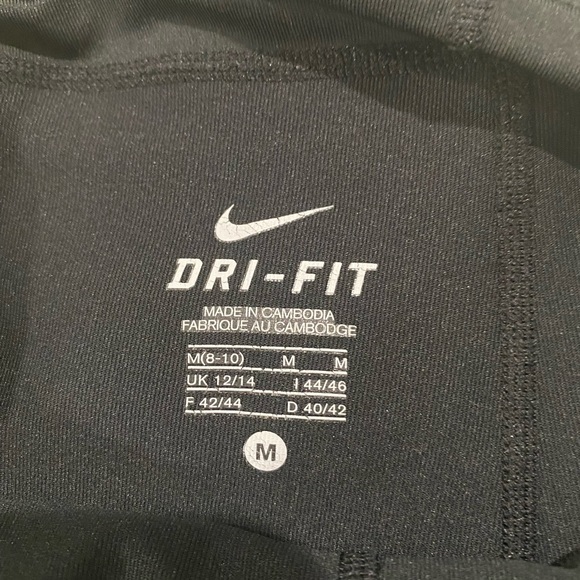 DRI-FIT
MADE IN CAMBODIA
FABRIQUE AU CAMBODGE
M(8-10) M M
UK 12/14 I 44/46
F 42/44 D 40/42
M